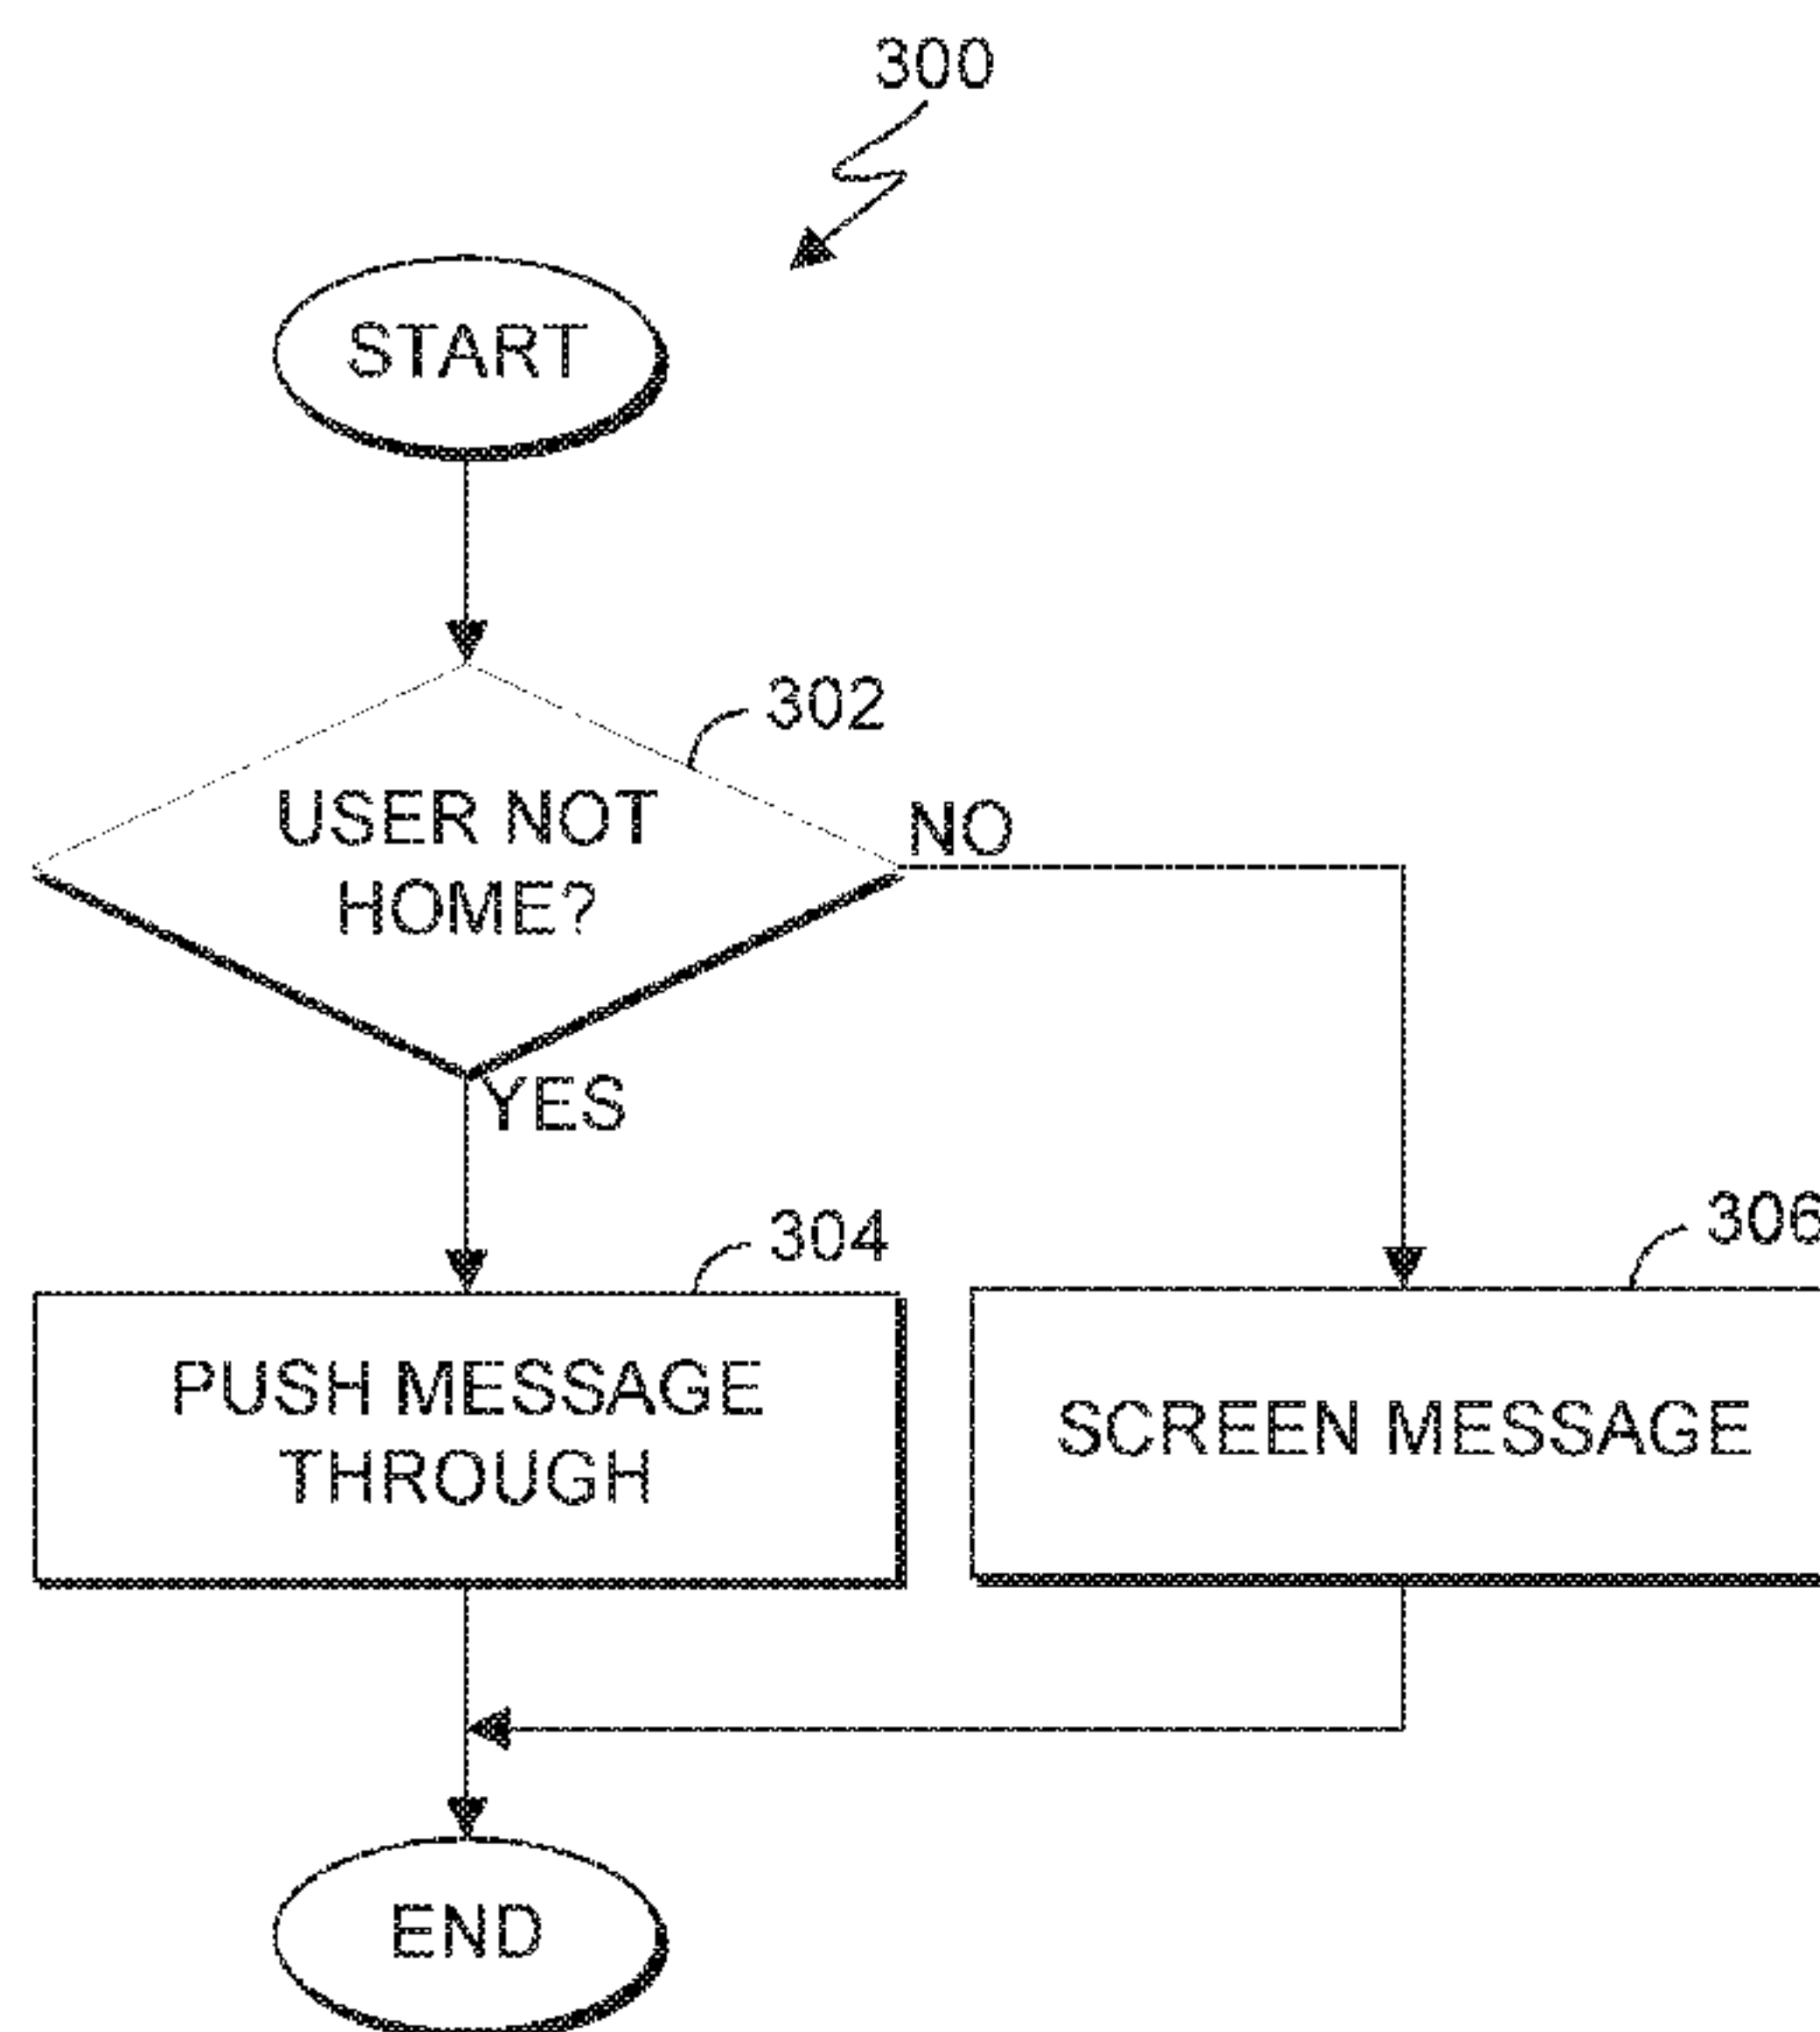 300
START
302
USER NOT
HOME?
NO
YES
304
306
PUSH MESSAGE
THROUGH
SCREEN MESSAGE
END